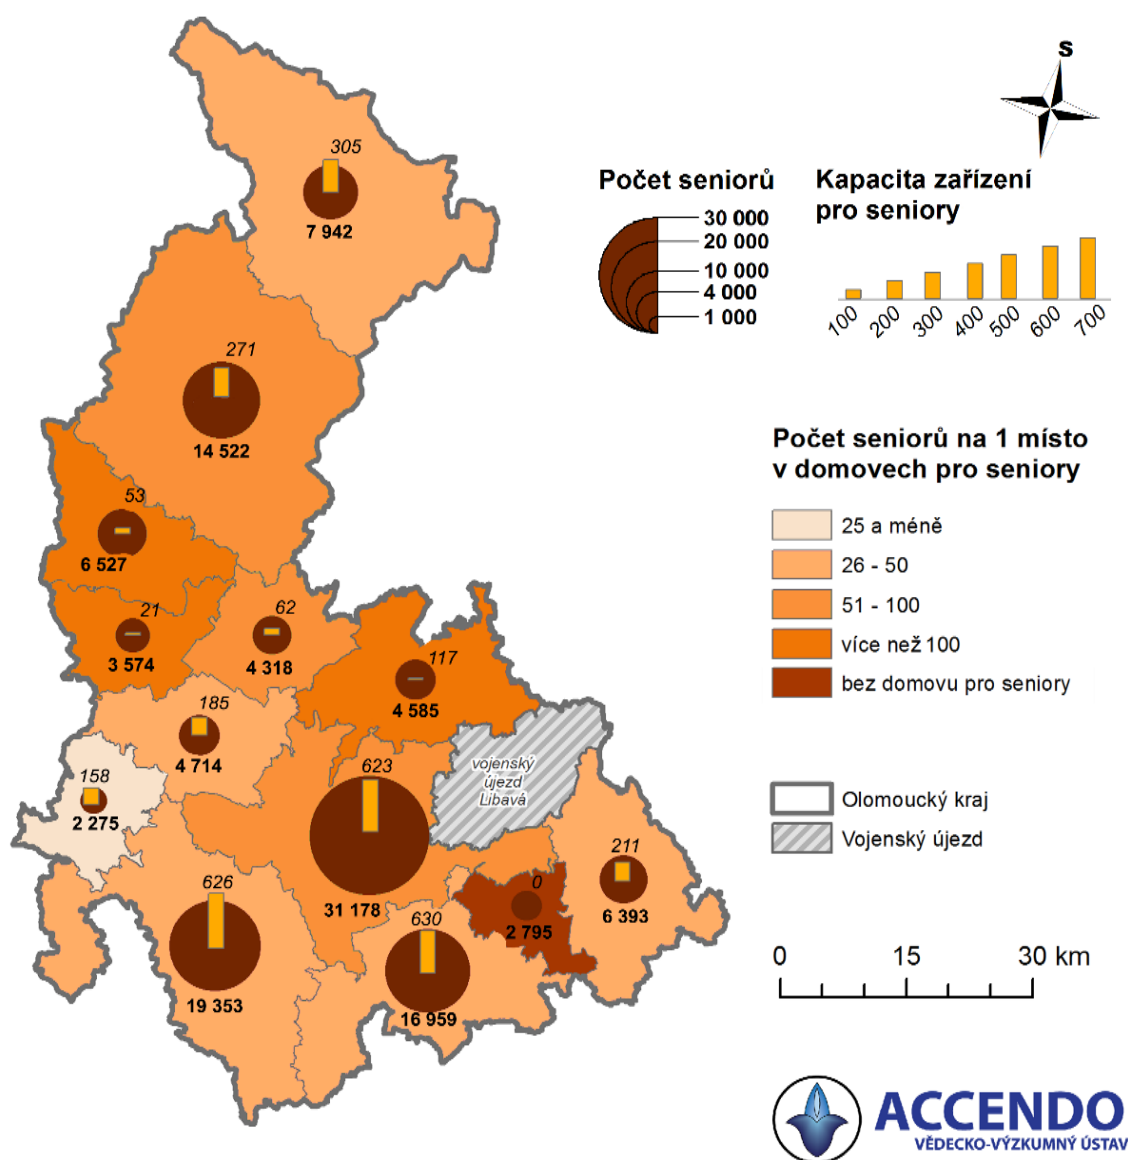 S
Počet seniorů
30 000
20 000
10 000
4 000
1 000
Kapacita zařízení
pro seniory
100
200
300
400
500
600
700
305
7 942
271
14 522
53
6 527
21
3 574
62
4 318
117
4 585
185
4 714
158
2 275
623
31 178
vojenský
újezd
Libavá
626
19 353
630
16 959
0
2 795
211
6 393
Počet seniorů na 1 místo
v domovech pro seniory
25 a méně
26 - 50
51 - 100
více než 100
bez domovu pro seniory
Olomoucký kraj
Vojenský újezd
0 15 30 km
ACCENDO
VĚDECKO-VÝZKUMNÝ ÚSTAV